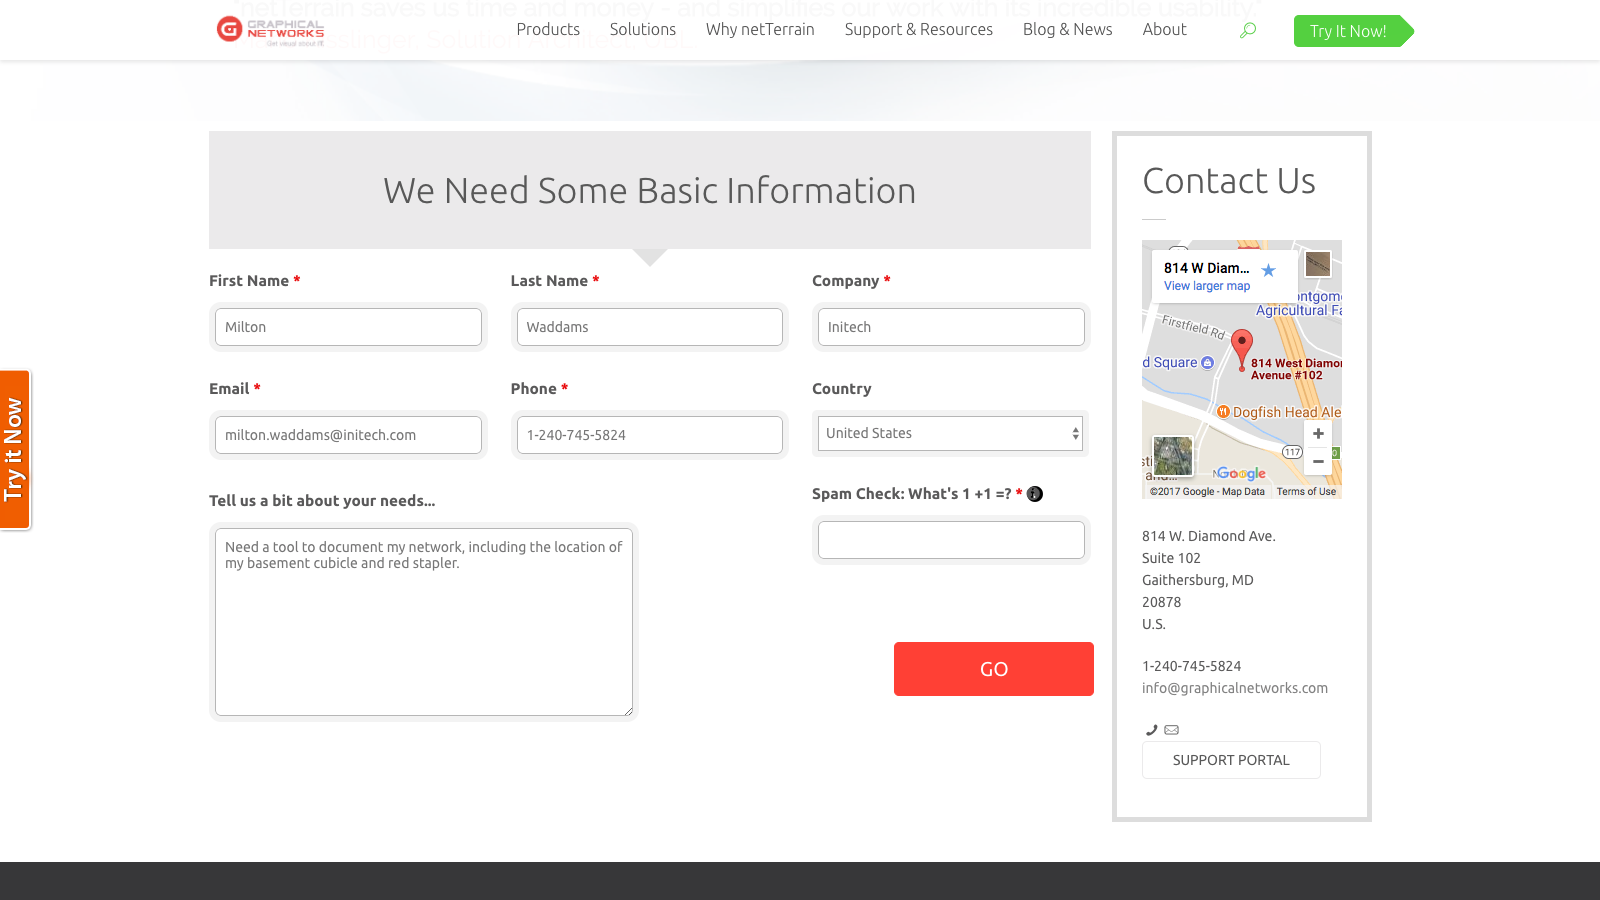 "netTerrain saves us time and money - and simplifies our work with its incredible usability."
GRAPHICAL
NETWORKS
Get visual about IT.
Products
Solutions
Why netTerrain
Support & Resources
Blog & News
About
Try It Now!
We Need Some Basic Information
First Name *
Last Name *
Company *
Milton
Waddams
Initech
Email *
Phone *
Country
milton.waddams@initech.com
1-240-745-5824
United States
Tell us a bit about your needs...
Spam Check: What's 1 +1 =? *
Need a tool to document my network, including the location of
my basement cubicle and red stapler.
GO
Try it Now
Contact Us
814 W Diam...
View larger map
ontgome
Agricultural Fa
Firstfield Rd
d Square
814 West Diamon
Avenue #102
Dogfish Head Ale
117
Google
©2017 Google - Map Data
Terms of Use
814 W. Diamond Ave.
Suite 102
Gaithersburg, MD
20878
U.S.
1-240-745-5824
info@graphicalnetworks.com
SUPPORT PORTAL